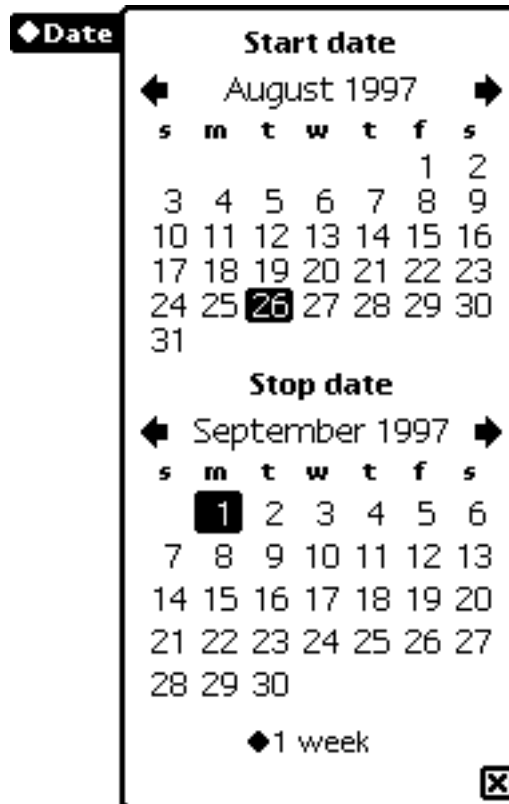 ◆Date
Start date
August 1997
s m t w t f s
1 2
3 4 5 6 7 8 9
10 11 12 13 14 15 16
17 18 19 20 21 22 23
24 25 26 27 28 29 30
31
Stop date
September 1997
s m t w t f s
1 2 3 4 5 6
7 8 9 10 11 12 13
14 15 16 17 18 19 20
21 22 23 24 25 26 27
28 29 30
◆1 week